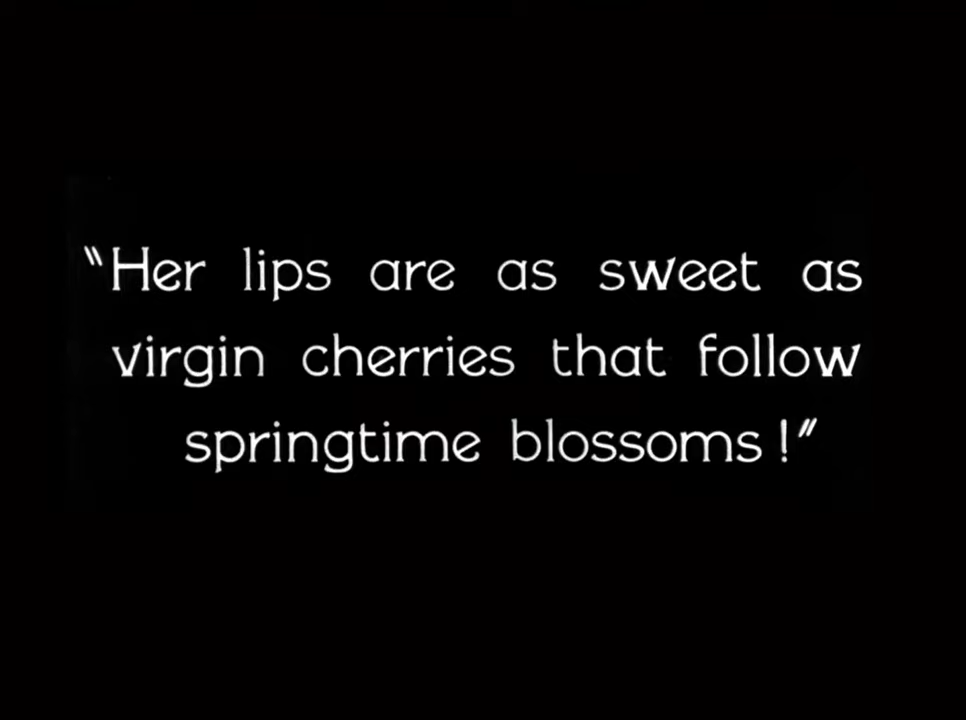 "Her lips are as sweet as
virgin cherries that follow
springtime blossoms!"